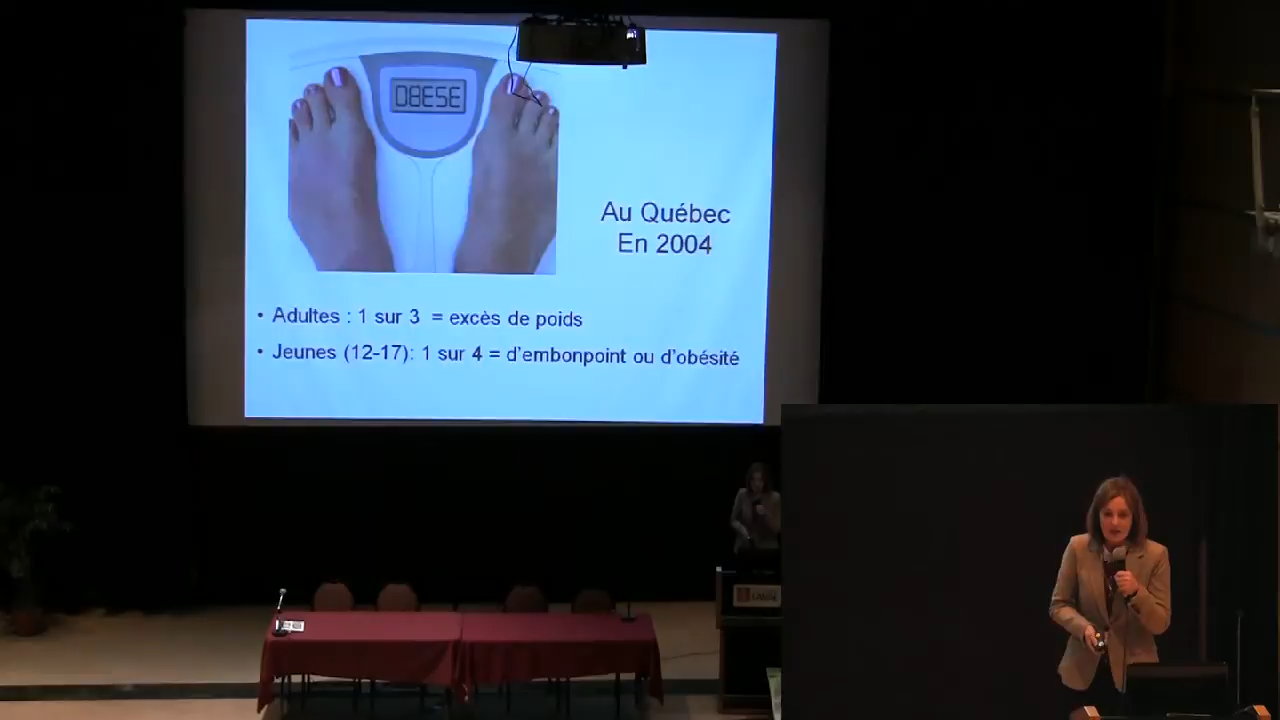 OBESE
Au Québec
En 2004
• Adultes : 1 sur 3 = excès de poids
• Jeunes (12-17): 1 sur 4 = d'embonpoint ou d'obésité